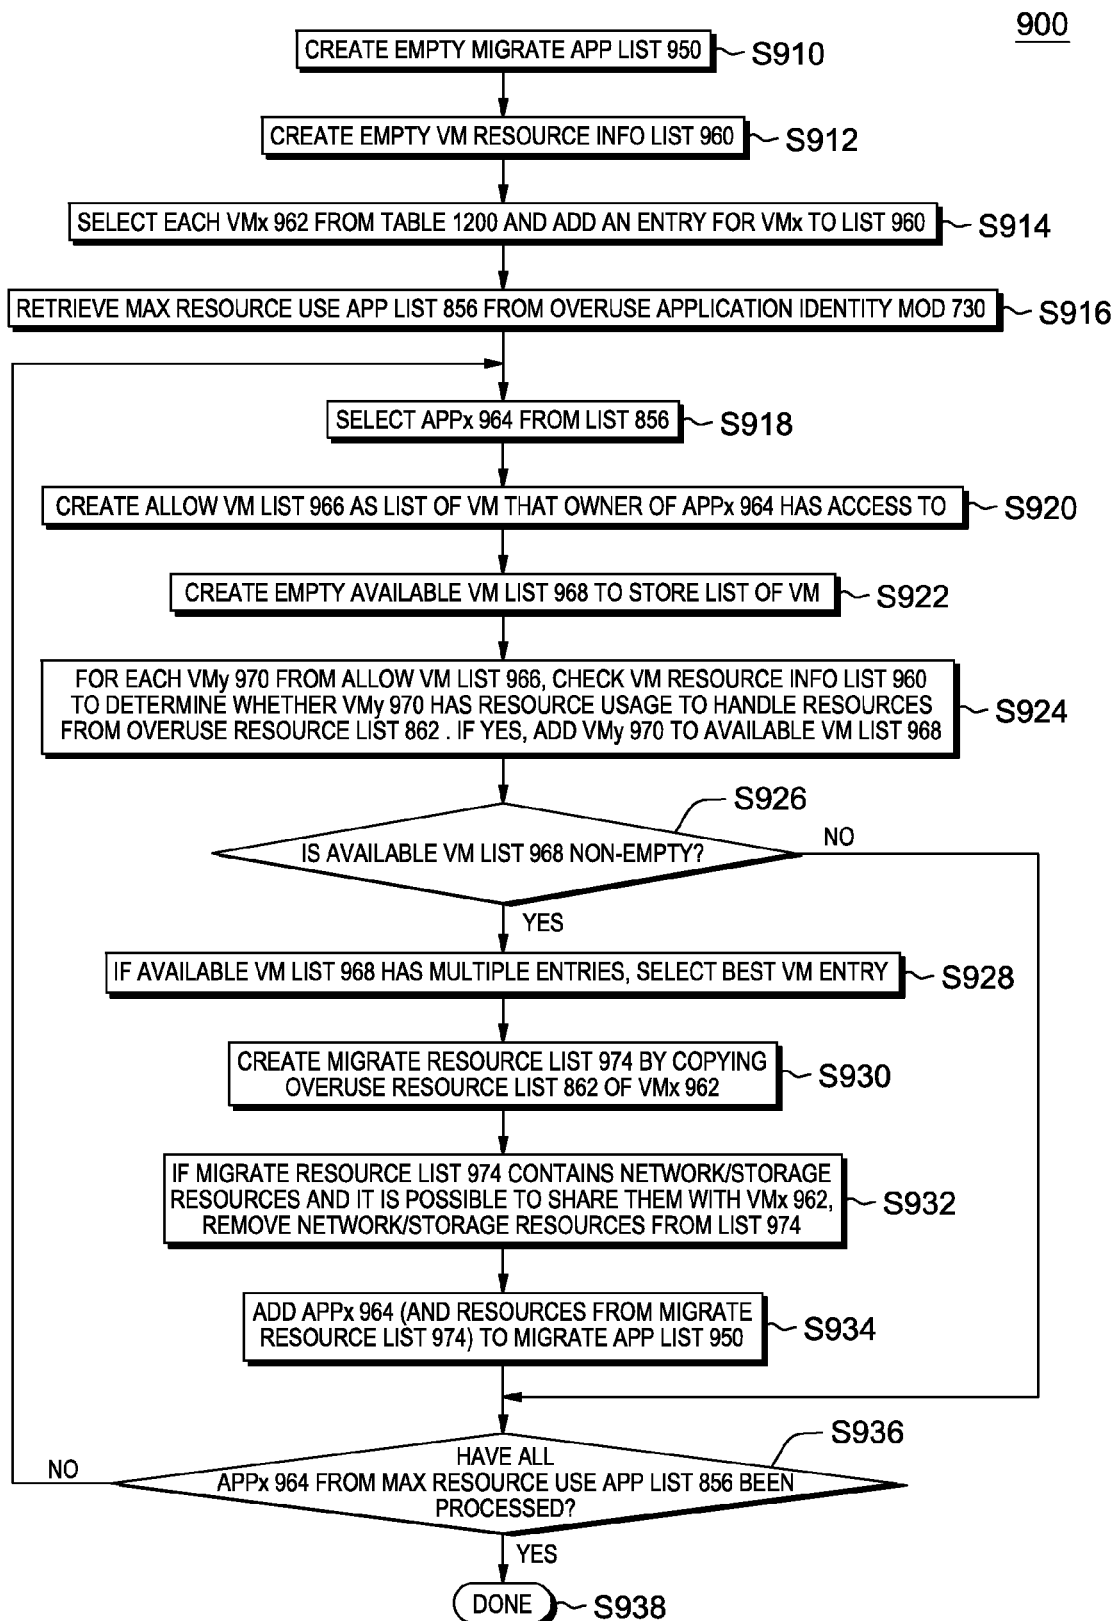 900
CREATE EMPTY MIGRATE APP LIST 950
S910
CREATE EMPTY VM RESOURCE INFO LIST 960
S912
SELECT EACH VMx 962 FROM TABLE 1200 AND ADD AN ENTRY FOR VMx TO LIST 960
S914
RETRIEVE MAX RESOURCE USE APP LIST 856 FROM OVERUSE APPLICATION IDENTITY MOD 730
S916
SELECT APPx 964 FROM LIST 856
S918
CREATE ALLOW VM LIST 966 AS LIST OF VM THAT OWNER OF APPx 964 HAS ACCESS TO
S920
CREATE EMPTY AVAILABLE VM LIST 968 TO STORE LIST OF VM
S922
FOR EACH VMy 970 FROM ALLOW VM LIST 966, CHECK VM RESOURCE INFO LIST 960
TO DETERMINE WHETHER VMy 970 HAS RESOURCE USAGE TO HANDLE RESOURCES
FROM OVERUSE RESOURCE LIST 862 . IF YES, ADD VMy 970 TO AVAILABLE VM LIST 968
S924
S926
IS AVAILABLE VM LIST 968 NON-EMPTY?
NO
YES
IF AVAILABLE VM LIST 968 HAS MULTIPLE ENTRIES, SELECT BEST VM ENTRY
S928
CREATE MIGRATE RESOURCE LIST 974 BY COPYING
OVERUSE RESOURCE LIST 862 OF VMx 962
S930
IF MIGRATE RESOURCE LIST 974 CONTAINS NETWORK/STORAGE
RESOURCES AND IT IS POSSIBLE TO SHARE THEM WITH VMx 962,
REMOVE NETWORK/STORAGE RESOURCES FROM LIST 974
S932
ADD APPx 964 (AND RESOURCES FROM MIGRATE
RESOURCE LIST 974) TO MIGRATE APP LIST 950
S934
S936
HAVE ALL
APPx 964 FROM MAX RESOURCE USE APP LIST 856 BEEN
PROCESSED?
NO
YES
DONE
S938